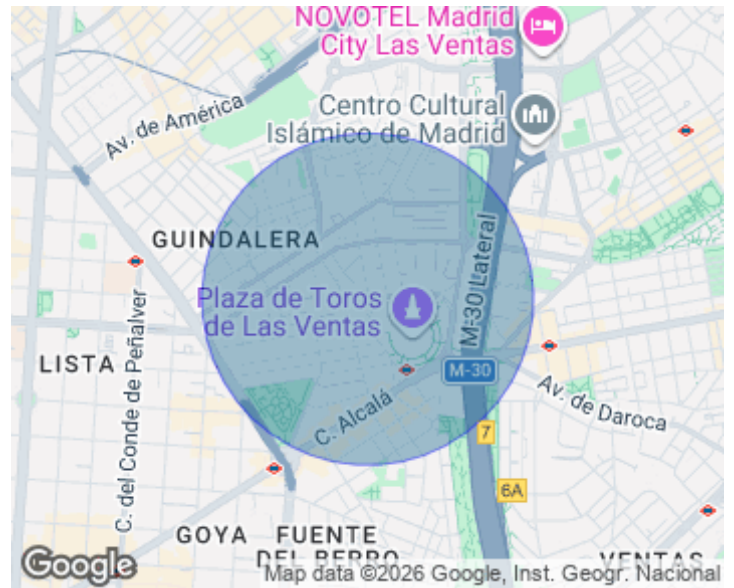 NOVOTEL Madrid
City Las Ventas
Av. de América
Centro Cultural
Islámico de Madrid
GUINDALERA
M-30 Lateral
Plaza de Toros
de Las Ventas
C. del Conde de Peñalver
LISTA
M-30
Av. de Daroca
C. Alcalá
7
6A
GOYA
FUENTE
DEL BERRO
VENTAS
Google
Map data ©2026 Google, Inst. Geogr. Nacional